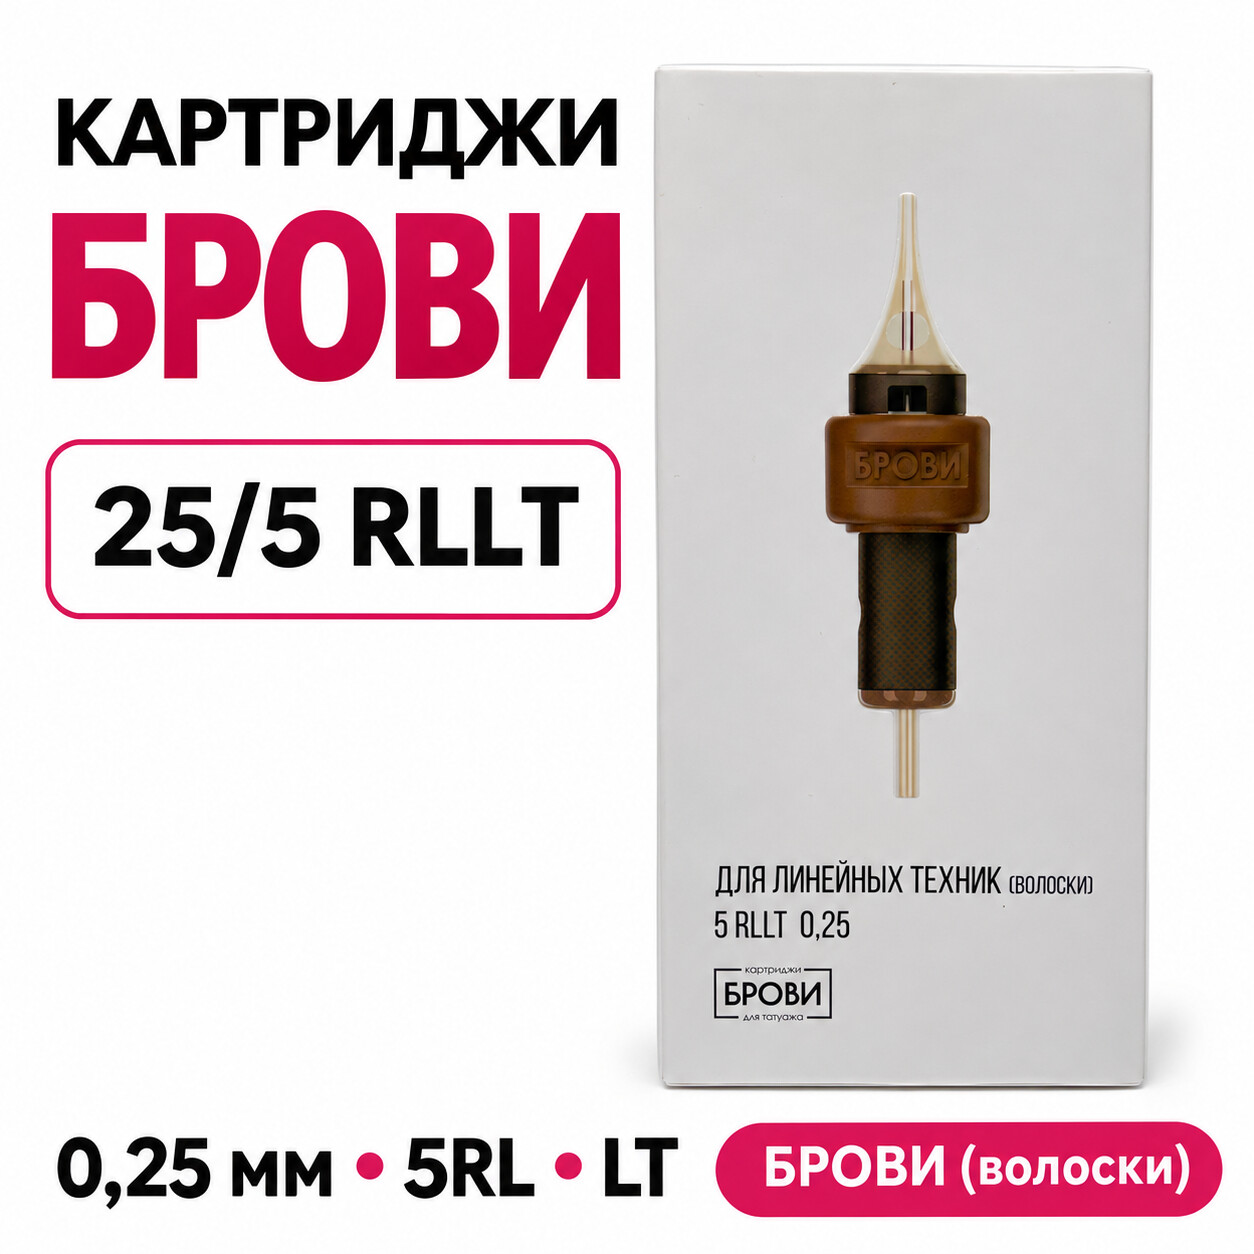 КАРТРИДЖИ
БРОВИ
25/5 RLLT
БРОВИ
ДЛЯ ЛИНЕЙНЫХ ТЕХНИК (ВОЛОСКИ)
5 RLLT 0,25
картриджи
БРОВИ
для татуажа
0,25 мм • 5RL • LT
БРОВИ (волоски)